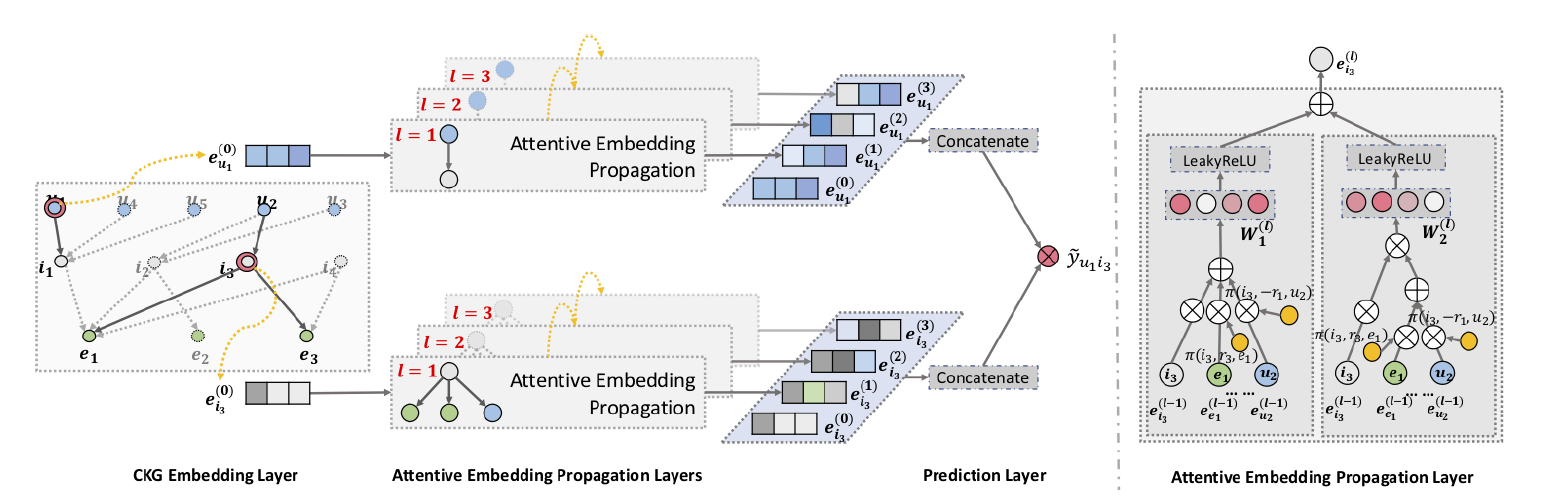 l = 3
l = 2
l = 1
Attentive Embedding
Propagation
e_{u_1}^{(0)}
e_{u_1}^{(3)}
e_{u_1}^{(2)}
e_{u_1}^{(1)}
e_{u_1}^{(0)}
Concatenate
u_1 u_4 u_5 u_2 u_3
i_1 i_2 i_3 i_4
e_1 e_2 e_3
e_{i_3}^{(0)}
l = 3
l = 2
l = 1
Attentive Embedding
Propagation
e_{i_3}^{(3)}
e_{i_3}^{(2)}
e_{i_3}^{(1)}
e_{i_3}^{(0)}
Concatenate
ỹ_{u_1 i_3}
CKG Embedding Layer
Attentive Embedding Propagation Layers
Prediction Layer
e_{i_3}^{(l)}
LeakyReLU
W_1^{(l)}
π(i_3, −r_1, u_2)
π(i_3, r_3, e_1)
i_3 e_1 u_2
... ...
e_{i_3}^{(l-1)} e_{e_1}^{(l-1)} e_{u_2}^{(l-1)}
LeakyReLU
W_2^{(l)}
π(i_3, −r_1, u_2)
π(i_3, r_3, e_1)
i_3 e_1 u_2
... ...
e_{i_3}^{(l-1)} e_{e_1}^{(l-1)} e_{u_2}^{(l-1)}
Attentive Embedding Propagation Layer